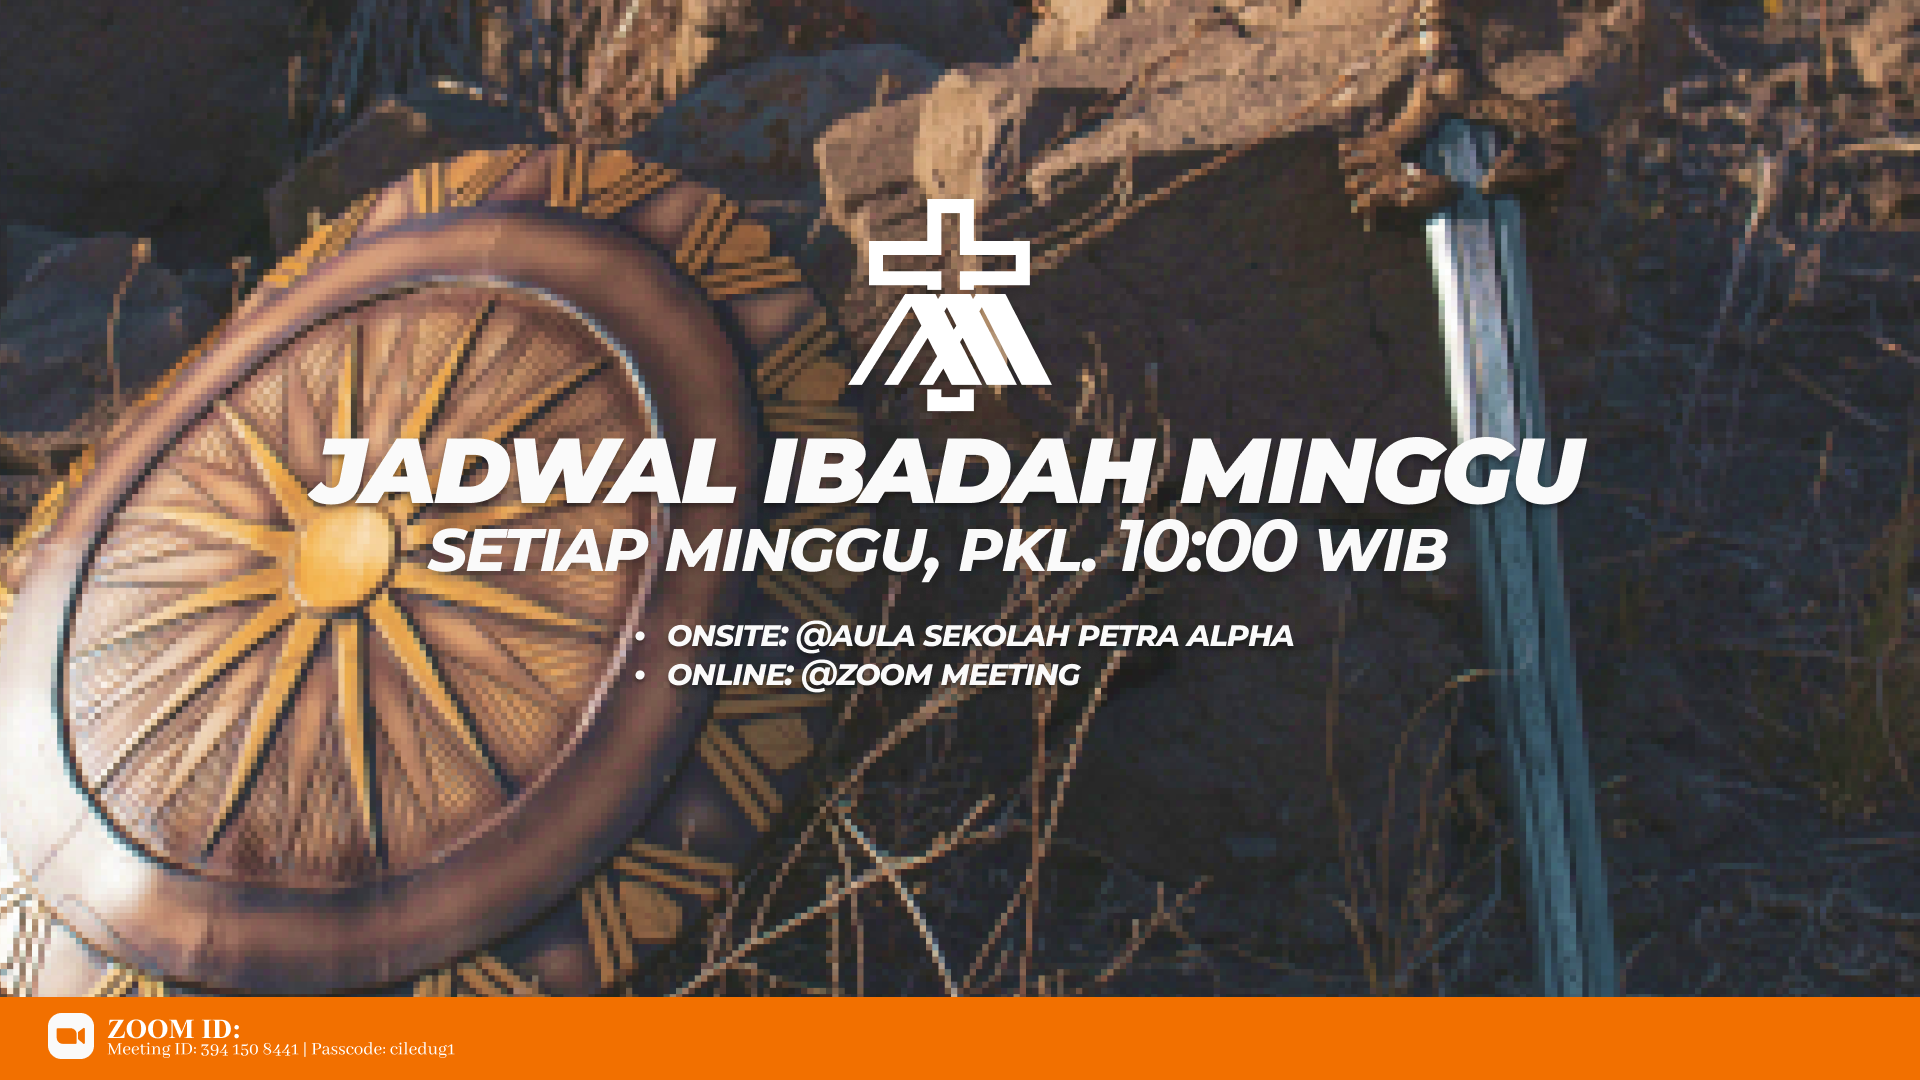 JADWAL IBADAH MINGGU
SETIAP MINGGU, PKL. 10:00 WIB
• ONSITE: @AULA SEKOLAH PETRA ALPHA
• ONLINE: @ZOOM MEETING
ZOOM ID:
Meeting ID: 394 150 8441 | Passcode: ciledug1